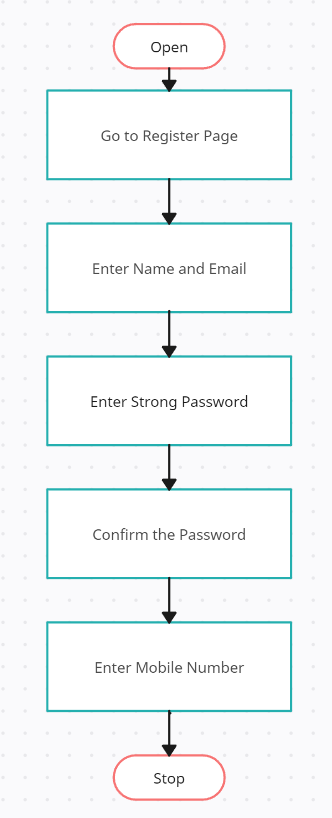 Open
Go to Register Page
Enter Name and Email
Enter Strong Password
Confirm the Password
Enter Mobile Number
Stop